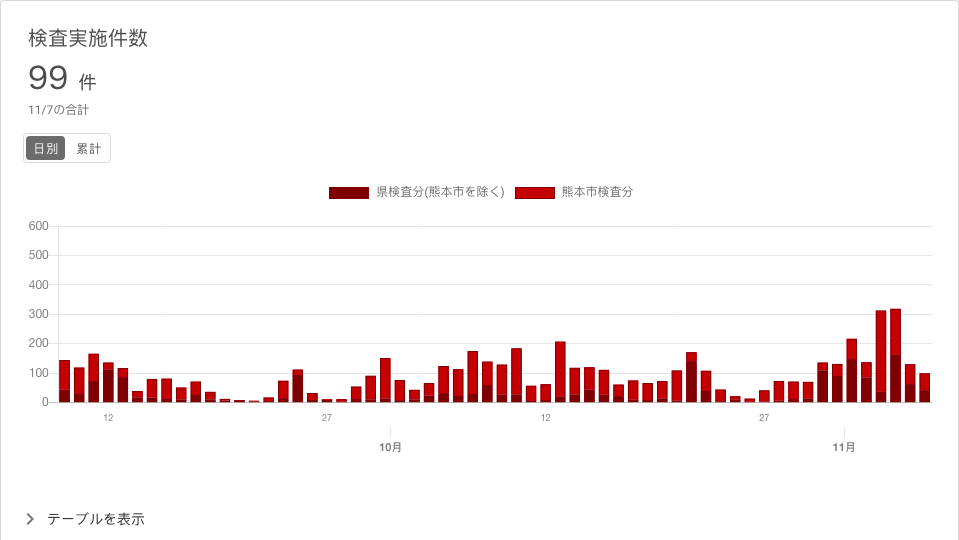 検査実施件数
99 件
11/7の合計
日別 累計
県検査分(熊本市を除く) 熊本市検査分
600
500
400
300
200
100
0
12 27 12 27
10月 11月
テーブルを表示